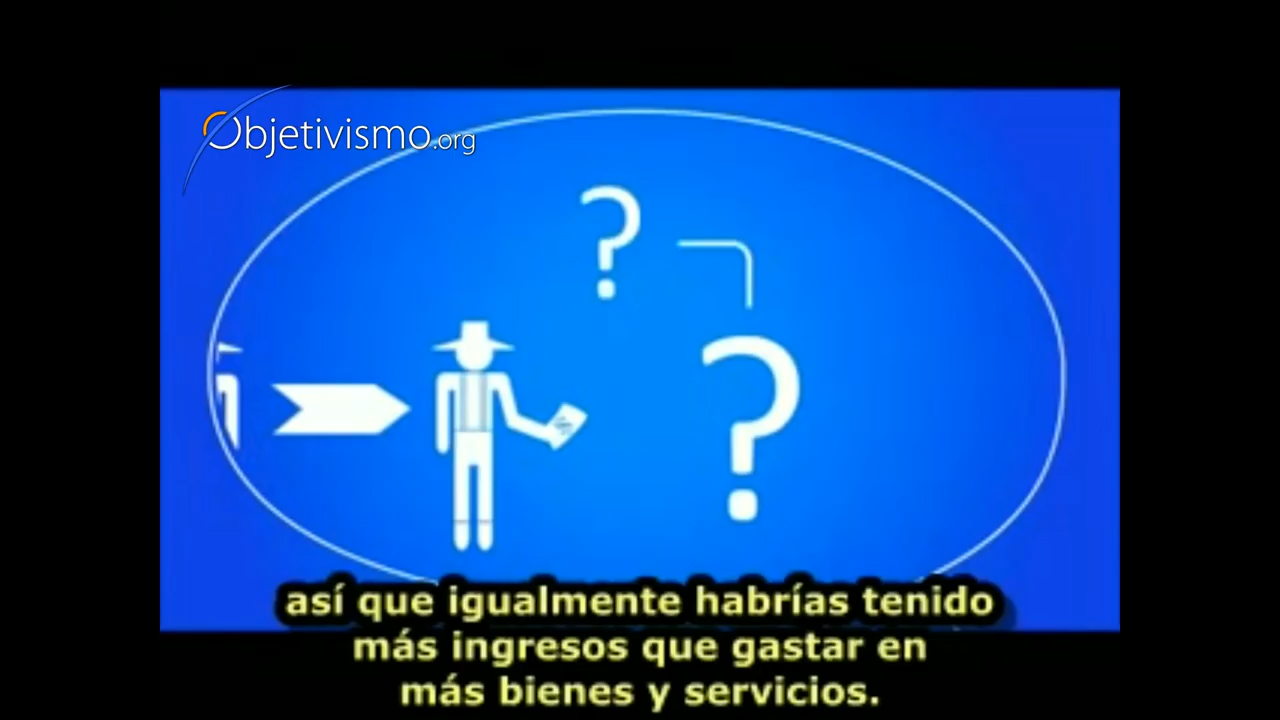 Objetivismo.org
?
?
$
así que igualmente habrías tenido
más ingresos que gastar en
más bienes y servicios.